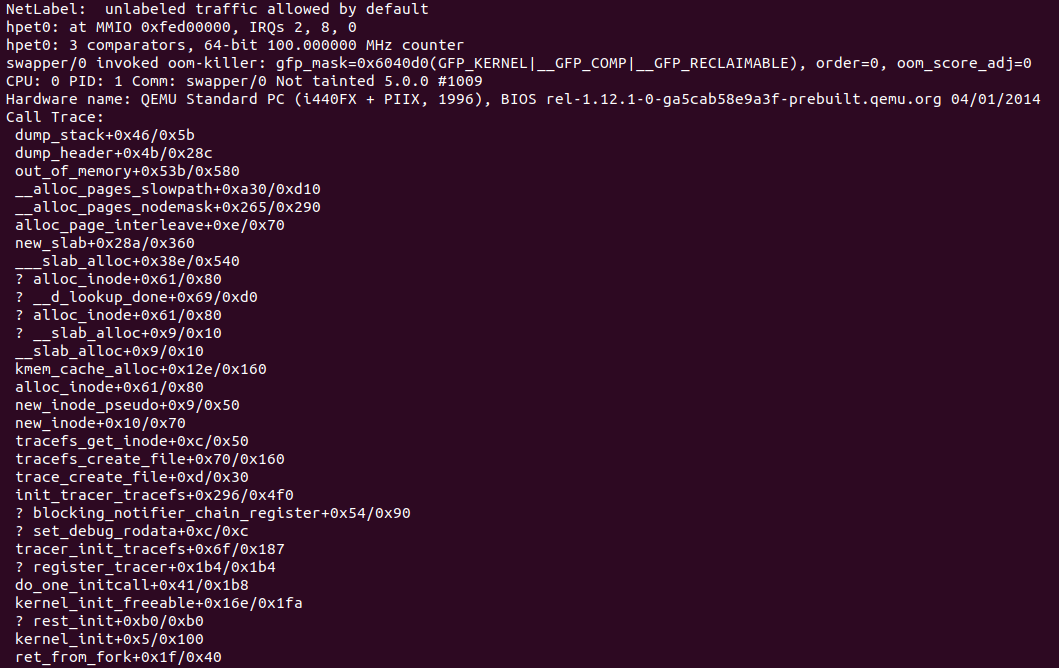 NetLabel:  unlabeled traffic allowed by default
hpet0: at MMIO 0xfed00000, IRQs 2, 8, 0
hpet0: 3 comparators, 64-bit 100.000000 MHz counter
swapper/0 invoked oom-killer: gfp_mask=0x6040d0(GFP_KERNEL|__GFP_COMP|__GFP_RECLAIMABLE), order=0, oom_score_adj=0
CPU: 0 PID: 1 Comm: swapper/0 Not tainted 5.0.0 #1009
Hardware name: QEMU Standard PC (i440FX + PIIX, 1996), BIOS rel-1.12.1-0-ga5cab58e9a3f-prebuilt.qemu.org 04/01/2014
Call Trace:
 dump_stack+0x46/0x5b
 dump_header+0x4b/0x28c
 out_of_memory+0x53b/0x580
 __alloc_pages_slowpath+0xa30/0xd10
 __alloc_pages_nodemask+0x265/0x290
 alloc_page_interleave+0xe/0x70
 new_slab+0x28a/0x360
 ___slab_alloc+0x38e/0x540
 ? alloc_inode+0x61/0x80
 ? __d_lookup_done+0x69/0xd0
 ? alloc_inode+0x61/0x80
 ? __slab_alloc+0x9/0x10
 __slab_alloc+0x9/0x10
 kmem_cache_alloc+0x12e/0x160
 alloc_inode+0x61/0x80
 new_inode_pseudo+0x9/0x50
 new_inode+0x10/0x70
 tracefs_get_inode+0xc/0x50
 tracefs_create_file+0x70/0x160
 trace_create_file+0xd/0x30
 init_tracer_tracefs+0x296/0x4f0
 ? blocking_notifier_chain_register+0x54/0x90
 ? set_debug_rodata+0xc/0xc
 tracer_init_tracefs+0x6f/0x187
 ? register_tracer+0x1b4/0x1b4
 do_one_initcall+0x41/0x1b8
 kernel_init_freeable+0x16e/0x1fa
 ? rest_init+0xb0/0xb0
 kernel_init+0x5/0x100
 ret_from_fork+0x1f/0x40